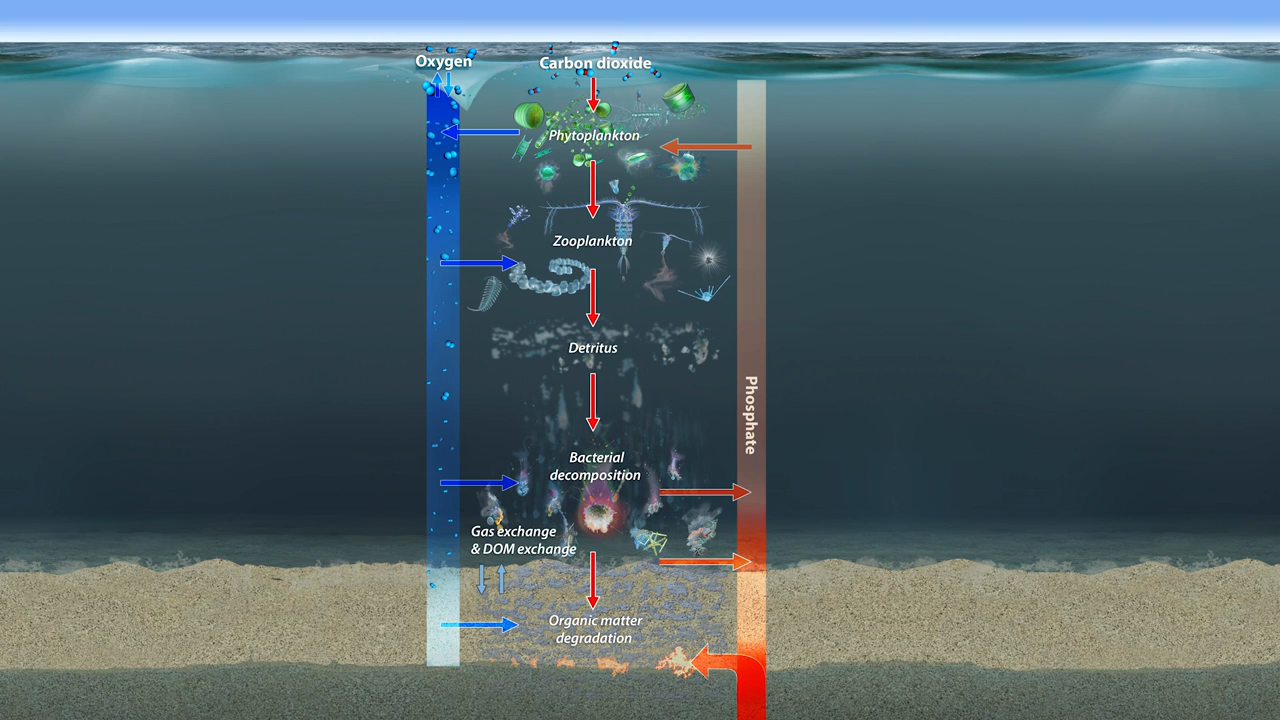 Oxygen
Carbon dioxide
Phytoplankton
Zooplankton
Detritus
Phosphate
Bacterial
decomposition
Gas exchange
& DOM exchange
Organic matter
degradation